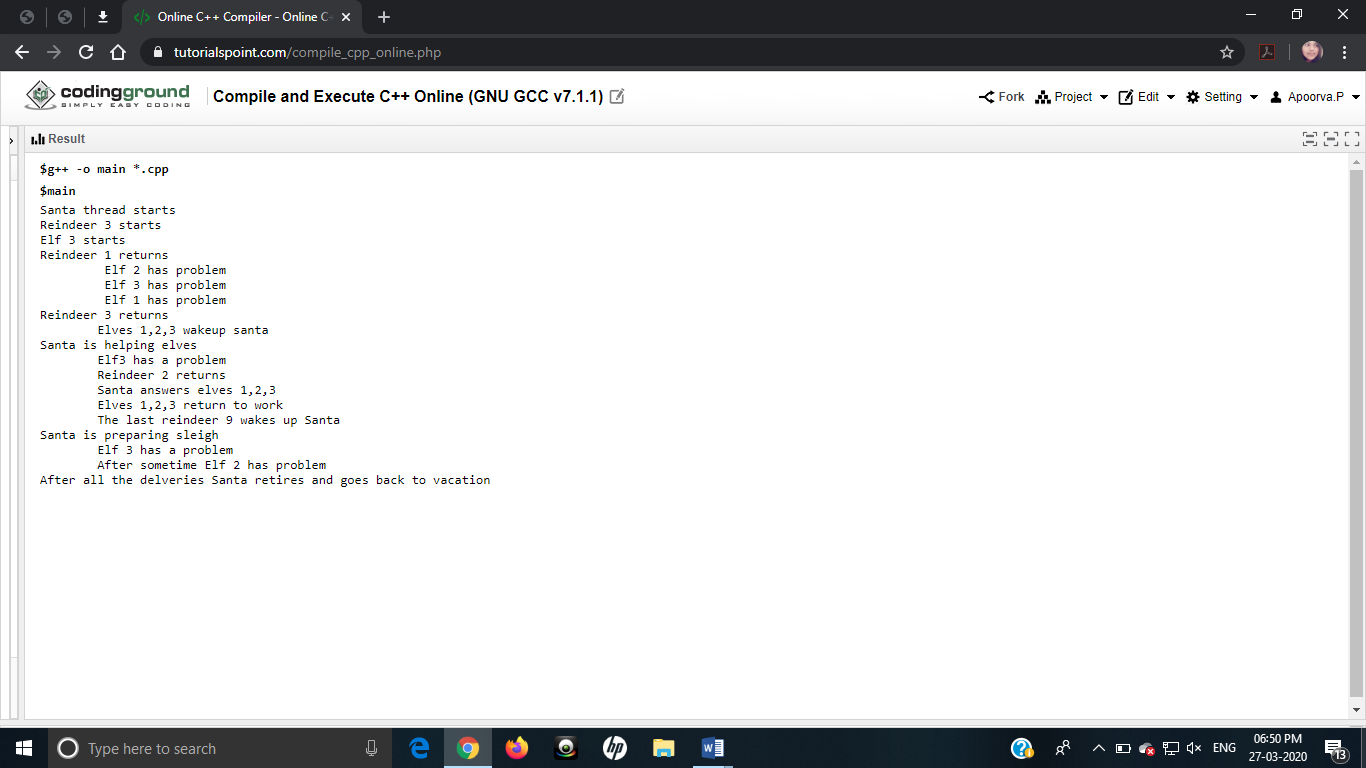 Online C++ Compiler - Online C
tutorialspoint.com/compile_cpp_online.php
codingground
SIMPLY EASY CODING
Compile and Execute C++ Online (GNU GCC v7.1.1)
Fork
Project
Edit
Setting
Apoorva.P
Result
$g++ -o main *.cpp
$main
Santa thread starts
Reindeer 3 starts
Elf 3 starts
Reindeer 1 returns
Elf 2 has problem
Elf 3 has problem
Elf 1 has problem
Reindeer 3 returns
Elves 1,2,3 wakeup santa
Santa is helping elves
Elf3 has a problem
Reindeer 2 returns
Santa answers elves 1,2,3
Elves 1,2,3 return to work
The last reindeer 9 wakes up Santa
Santa is preparing sleigh
Elf 3 has a problem
After sometime Elf 2 has problem
After all the delveries Santa retires and goes back to vacation
Type here to search
hp
ENG
06:50 PM
27-03-2020
13